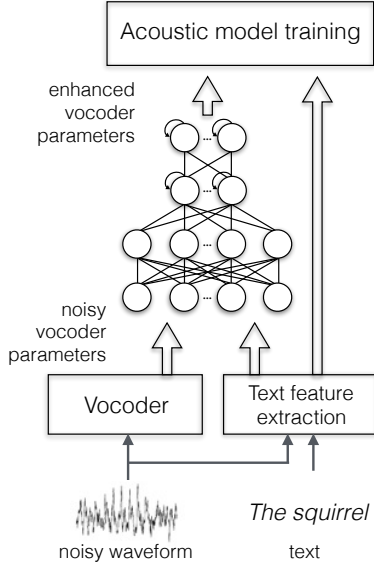 Acoustic model training
enhanced
vocoder
parameters
...
...
...
...
noisy
vocoder
parameters
Vocoder
Text feature
extraction
The squirrel
noisy waveform
text